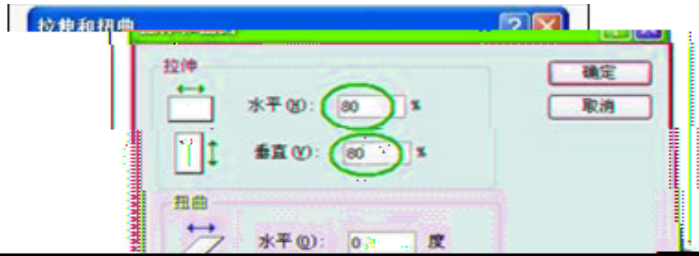 拉伸和扭曲
拉伸
确定
水平(H): 80 %
取消
垂直(V): 80 %
扭曲
水平(O): 0 度